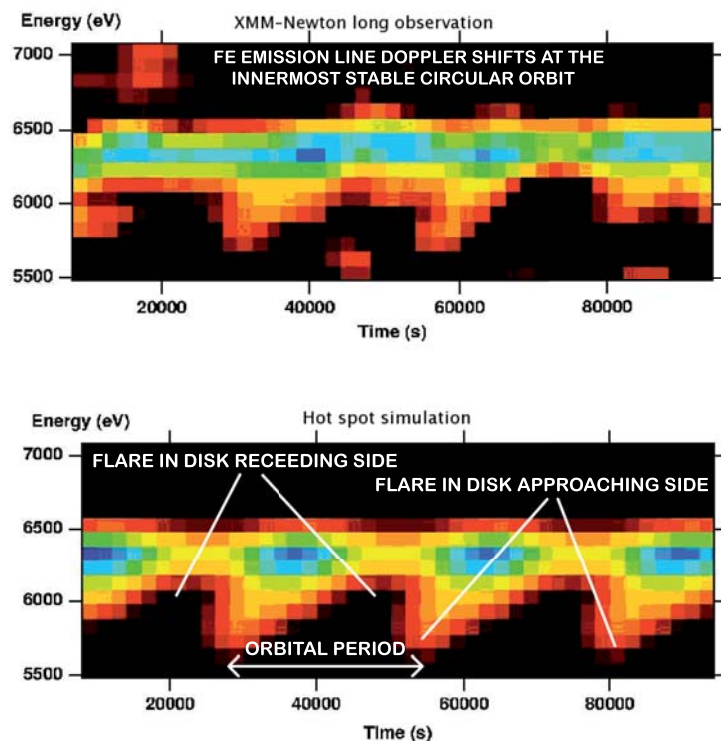 Energy (eV)
XMM-Newton long observation
7000
FE EMISSION LINE DOPPLER SHIFTS AT THE
INNERMOST STABLE CIRCULAR ORBIT
6500
6000
5500
20000 40000 60000 80000
Time (s)
Energy (eV)
Hot spot simulation
7000
FLARE IN DISK RECEEDING SIDE
FLARE IN DISK APPROACHING SIDE
6500
6000
ORBITAL PERIOD
5500
20000 40000 60000 80000
Time (s)